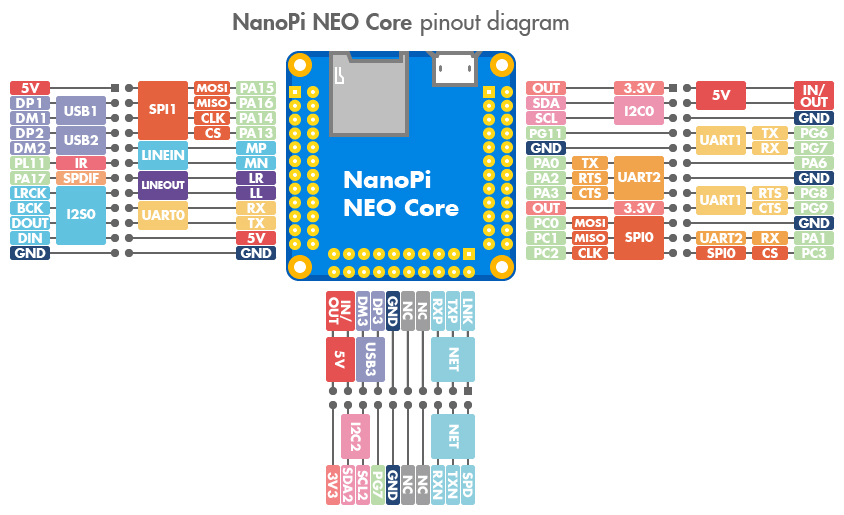 NanoPi NEO Core pinout diagram
5V SPI1 MOSI PA15
DP1 USB1 MISO PA16
DM1 CLK PA14
DP2 USB2 CS PA13
DM2 LINEIN MP
PL11 IR MN
PA17 SPDIF LINEOUT LR
LRCK I2S0 LL
BCK UART0 RX
DOUT TX
DIN 5V
GND GND
NanoPi
NEO Core
OUT 3.3V 5V IN/
SDA I2C0 OUT
SCL GND
PG11 UART1 TX PG6
GND RX PG7
PA0 TX UART2 PA6
PA2 RTS GND
PA3 CTS UART1 RTS PG8
OUT 3.3V CTS PG9
PC0 MOSI SPI0 GND
PC1 MISO UART2 RX PA1
PC2 CLK SPI0 CS PC3
IN/ OUT DM3 DP3 GND NC NC RXP TXP LNK
5V USB3 NET
I2C2 NET
3V3 SDA2 SCL2 PG7 GND NC NC RXN TXN SPD